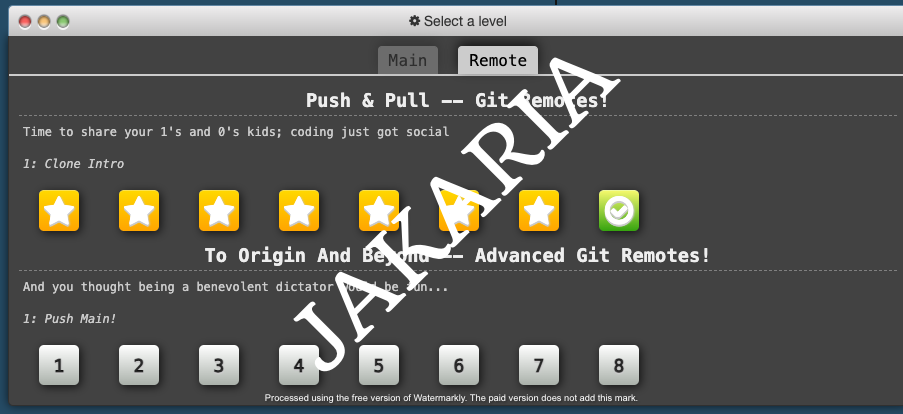 Select a level
Main Remote
Push & Pull -- Git Remotes!
Time to share your 1's and 0's kids; coding just got social
1: Clone Intro
To Origin And Beyond -- Advanced Git Remotes!
And you thought being a benevolent dictator would be fun...
1: Push Main!
1 2 3 4 5 6 7 8
JAKARIA
Processed using the free version of Watermarkly. The paid version does not add this mark.